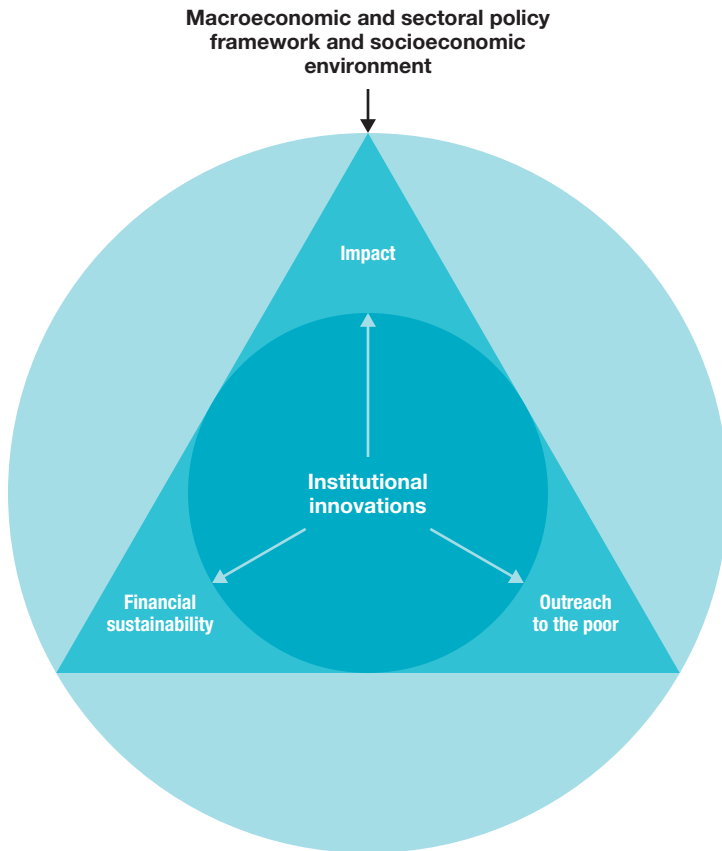 Macroeconomic and sectoral policy
framework and socioeconomic
environment
Impact
Institutional
innovations
Financial
sustainability
Outreach
to the poor